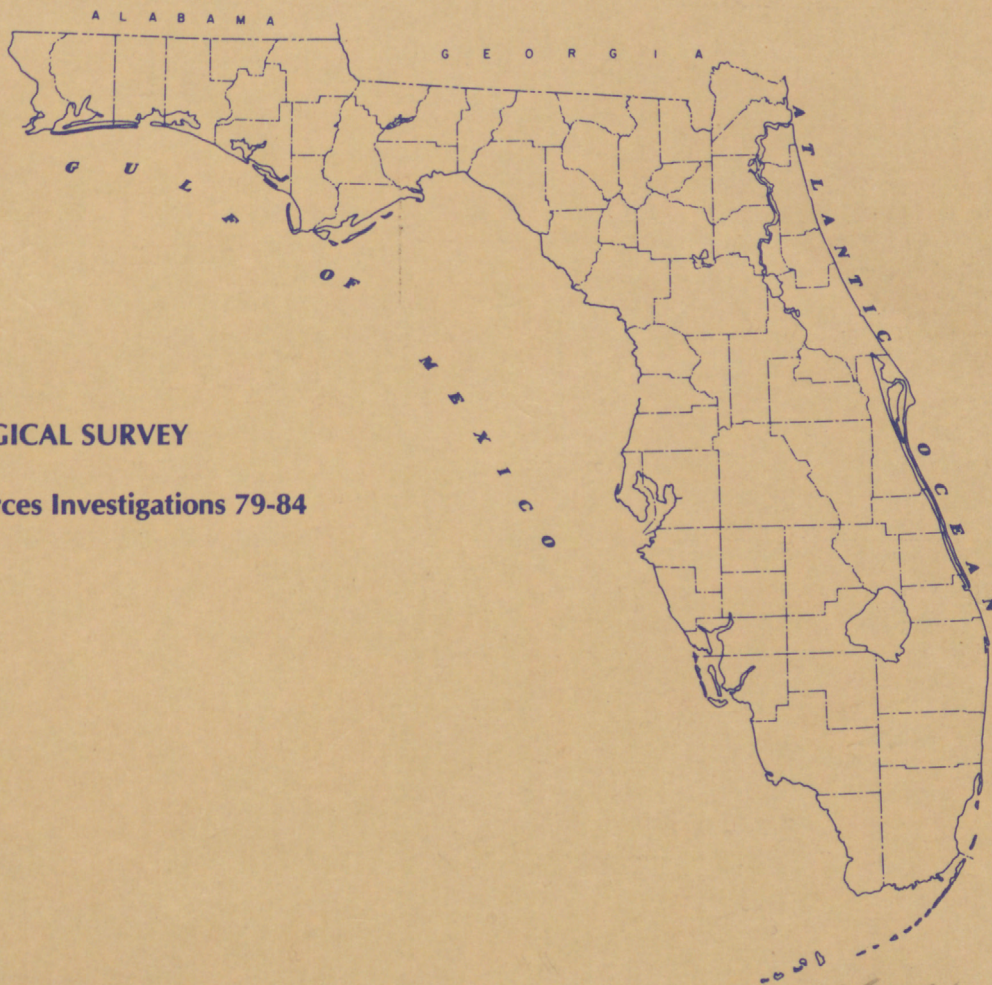 ALABAMA
GEORGIA
GULF OF MEXICO
ATLANTIC OCEAN
GICAL SURVEY
rces Investigations 79-84